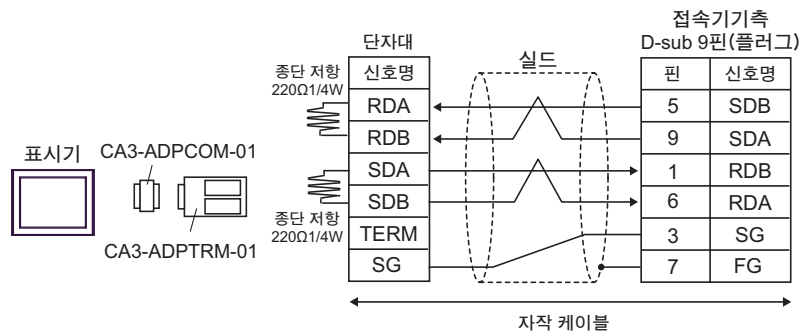 접속기기측
단자대
D-sub 9핀(플러그)
실드
종단 저항
220Ω1/4W
신호명
핀
신호명
RDA
5
SDB
RDB
9
SDA
표시기
CA3-ADPCOM-01
SDA
1
RDB
SDB
6
RDA
종단 저항
220Ω1/4W
TERM
3
SG
CA3-ADPTRM-01
SG
7
FG
자작 케이블